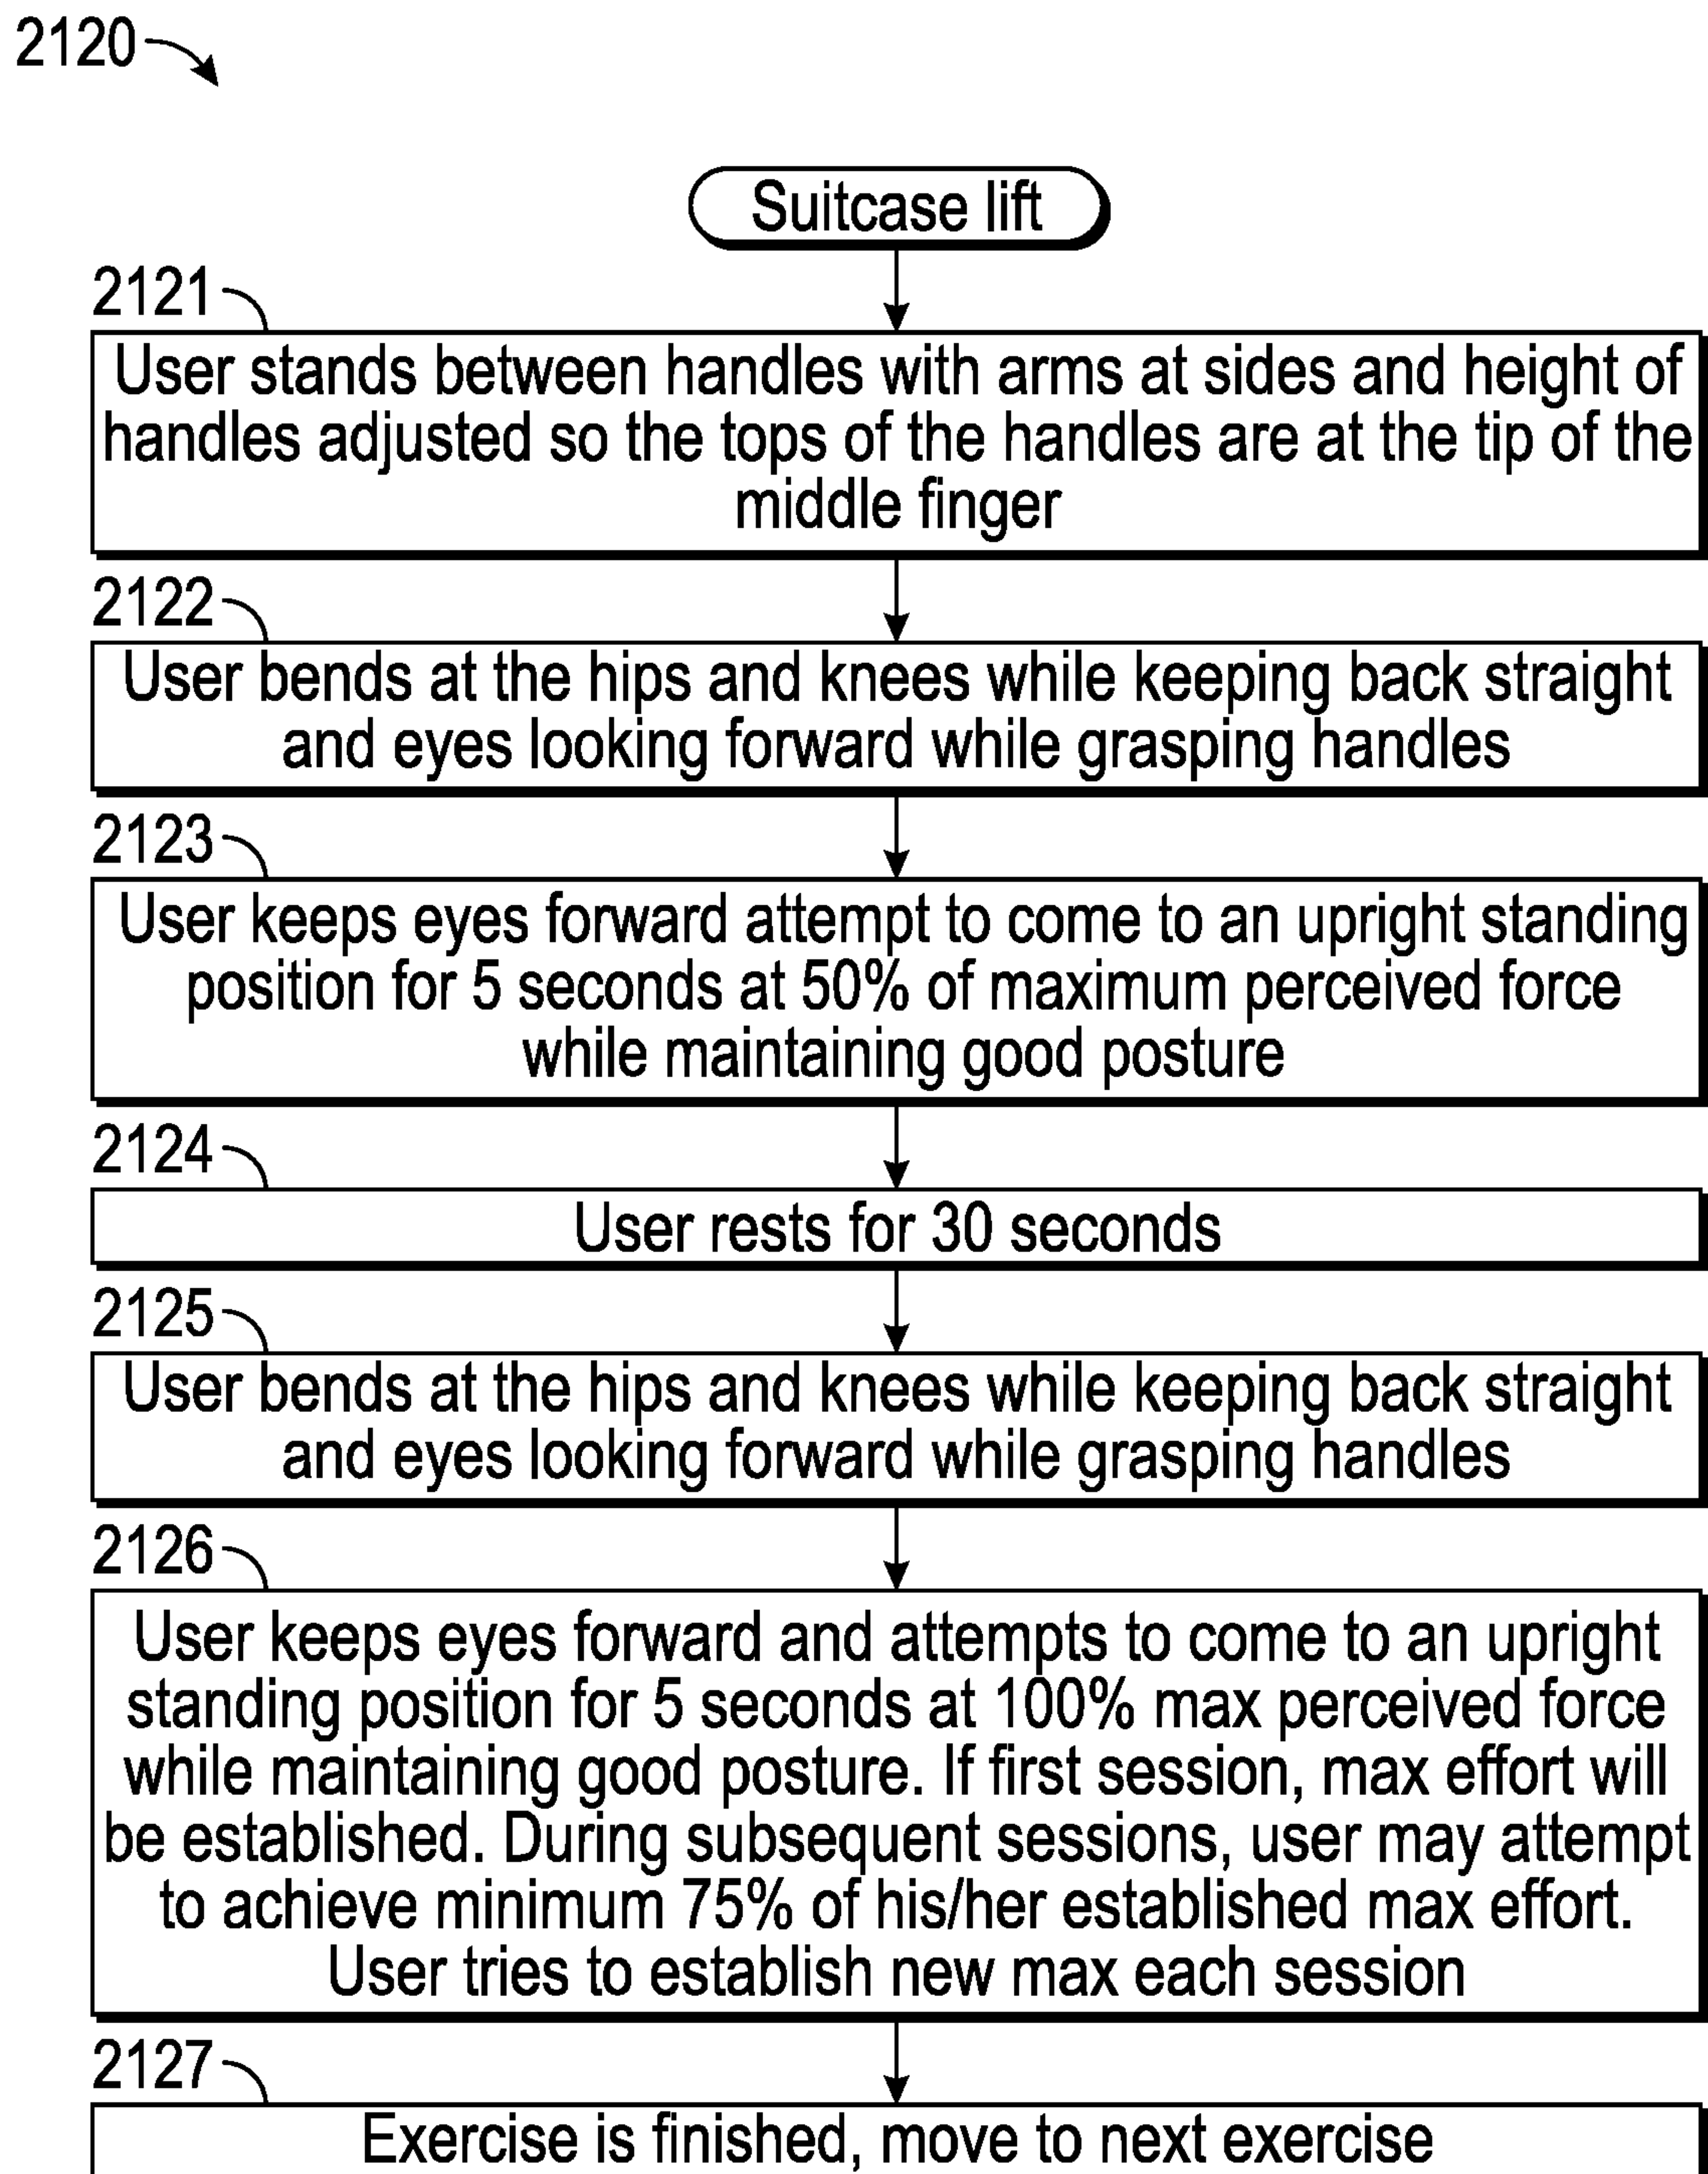 2120
Suitcase lift
2121
User stands between handles with arms at sides and height of
handles adjusted so the tops of the handles are at the tip of the
middle finger
2122
User bends at the hips and knees while keeping back straight
and eyes looking forward while grasping handles
2123
User keeps eyes forward attempt to come to an upright standing
position for 5 seconds at 50% of maximum perceived force
while maintaining good posture
2124
User rests for 30 seconds
2125
User bends at the hips and knees while keeping back straight
and eyes looking forward while grasping handles
2126
User keeps eyes forward and attempts to come to an upright
standing position for 5 seconds at 100% max perceived force
while maintaining good posture. If first session, max effort will
be established. During subsequent sessions, user may attempt
to achieve minimum 75% of his/her established max effort.
User tries to establish new max each session
2127
Exercise is finished, move to next exercise